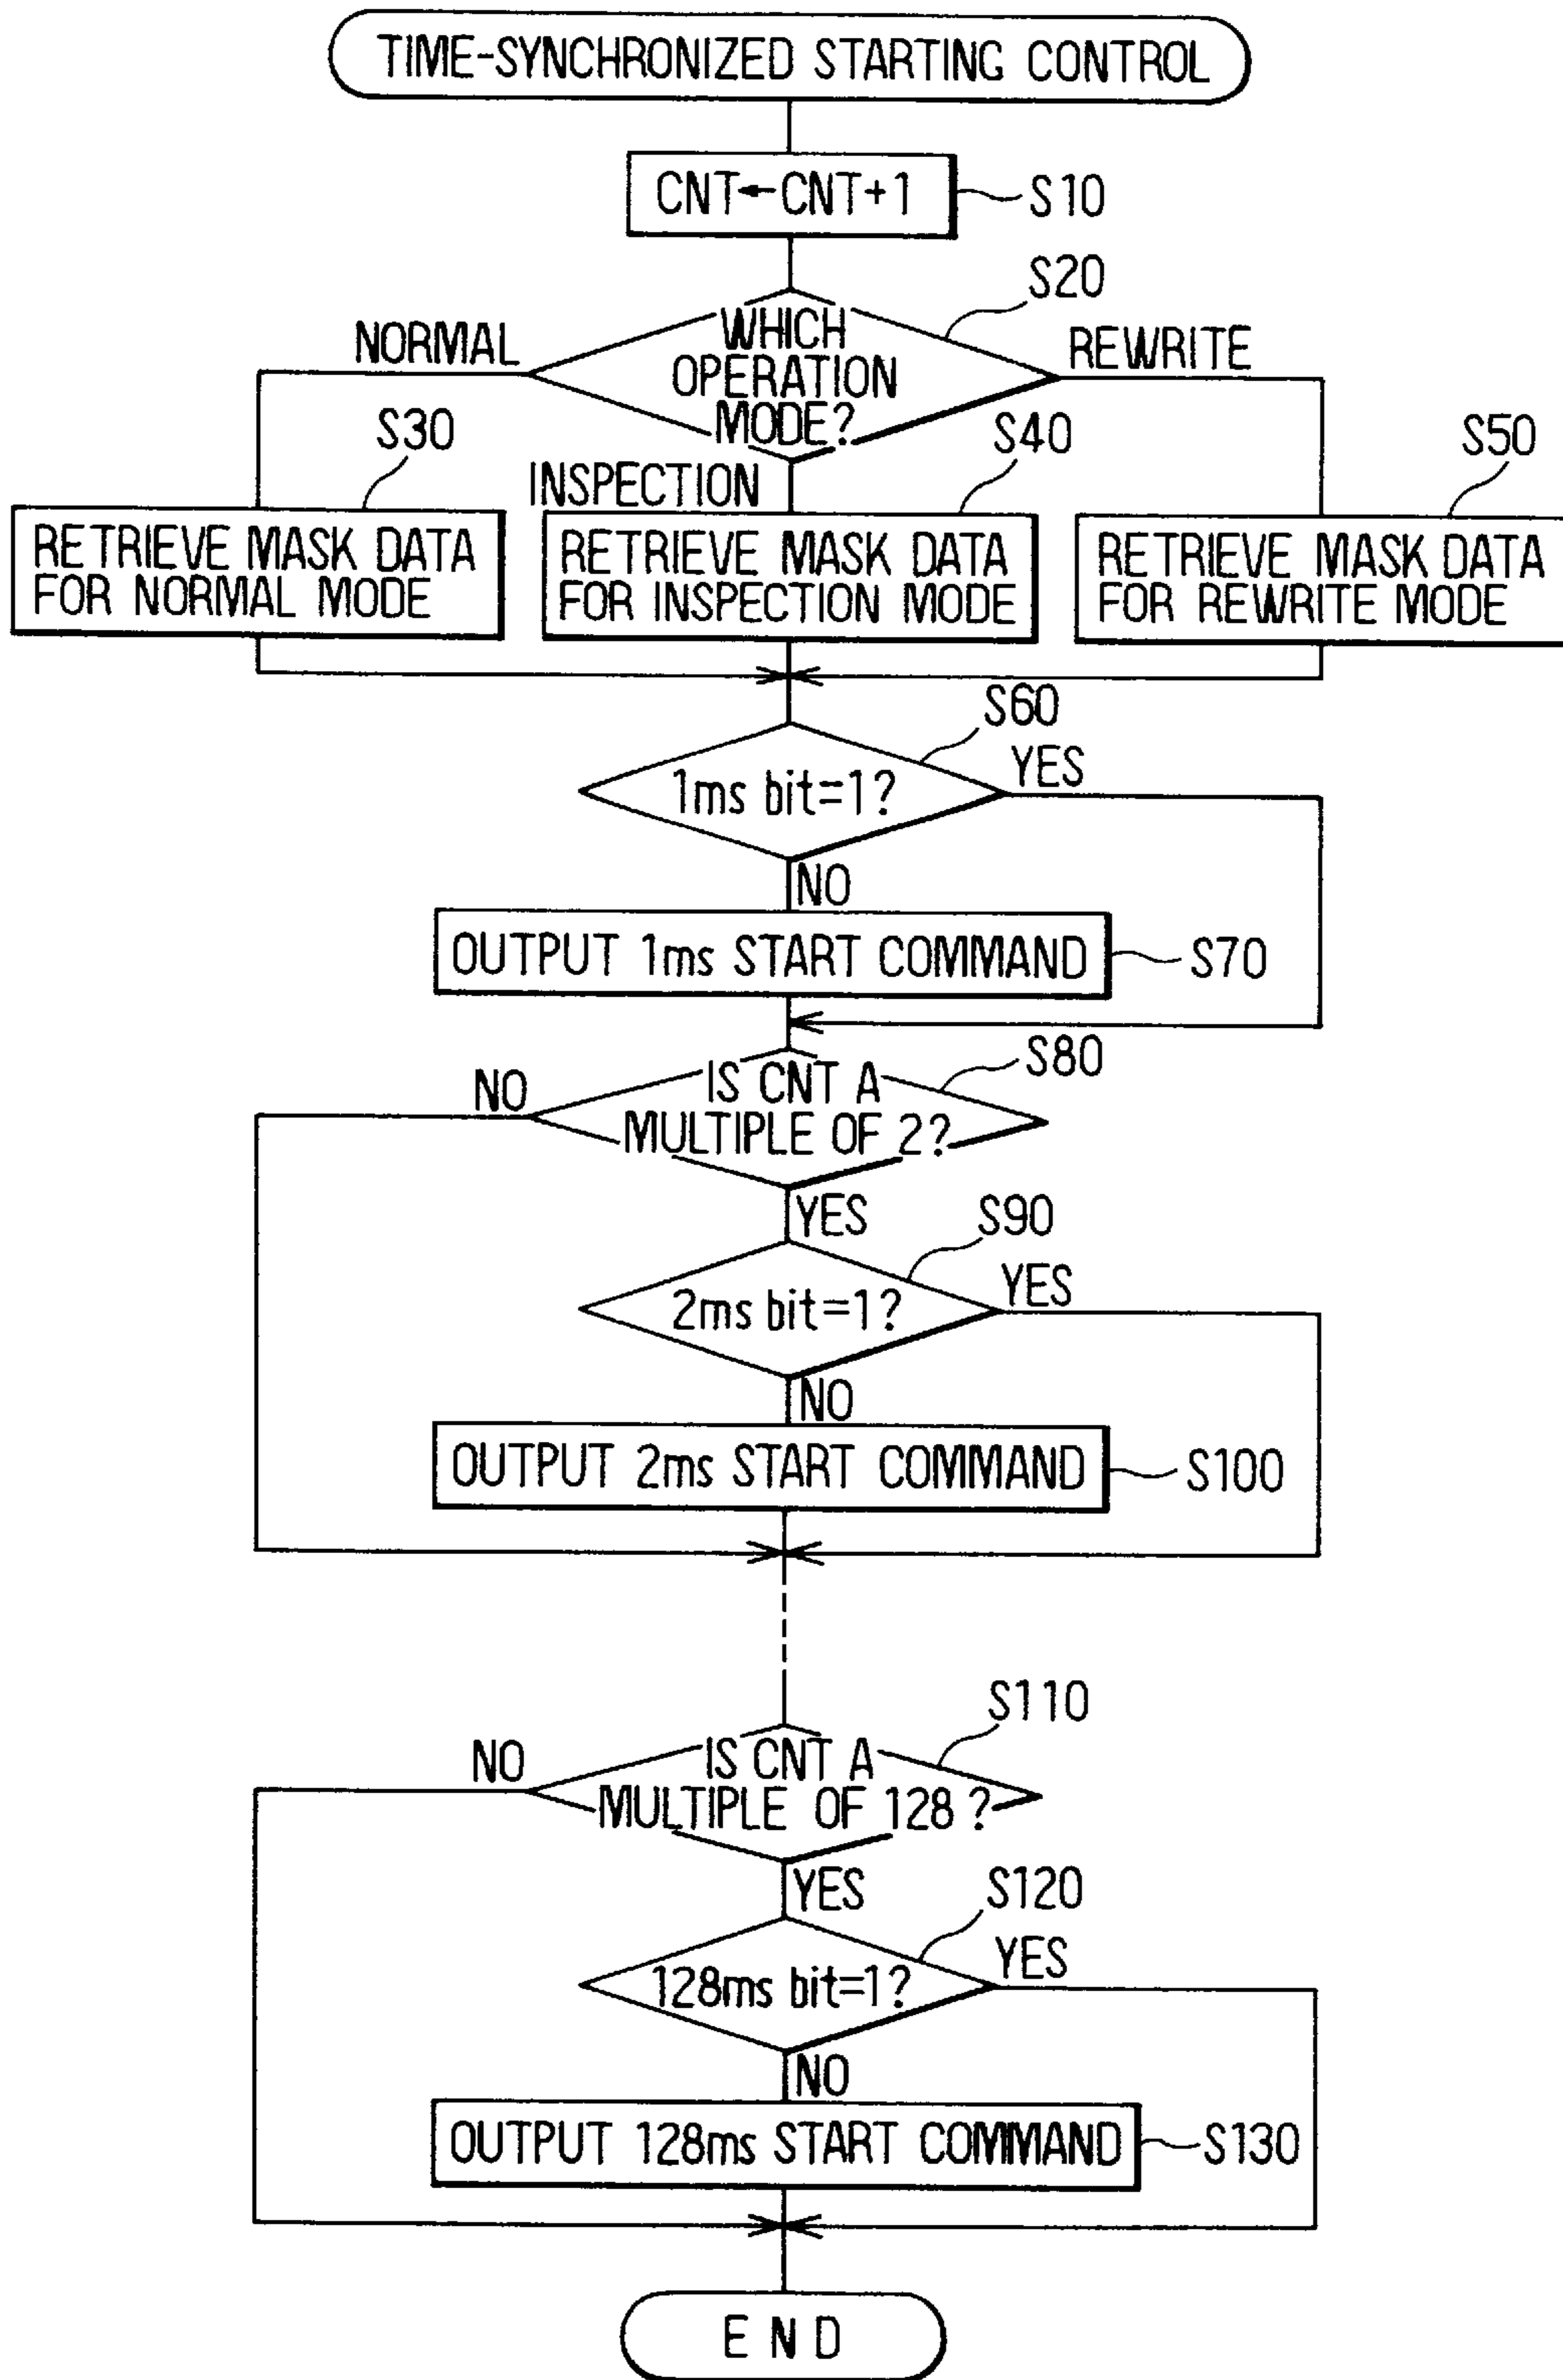 TIME-SYNCHRONIZED STARTING CONTROL
CNT←CNT+1
S10
S20
WHICH
OPERATION
MODE?
NORMAL
REWRITE
INSPECTION
S30
S40
S50
RETRIEVE MASK DATA
FOR NORMAL MODE
RETRIEVE MASK DATA
FOR INSPECTION MODE
RETRIEVE MASK DATA
FOR REWRITE MODE
S60
1ms bit=1?
YES
NO
OUTPUT 1ms START COMMAND
S70
S80
IS CNT A
MULTIPLE OF 2?
NO
YES
S90
2ms bit=1?
YES
NO
OUTPUT 2ms START COMMAND
S100
S110
IS CNT A
MULTIPLE OF 128 ?
NO
YES
S120
128ms bit=1?
YES
NO
OUTPUT 128ms START COMMAND
S130
END